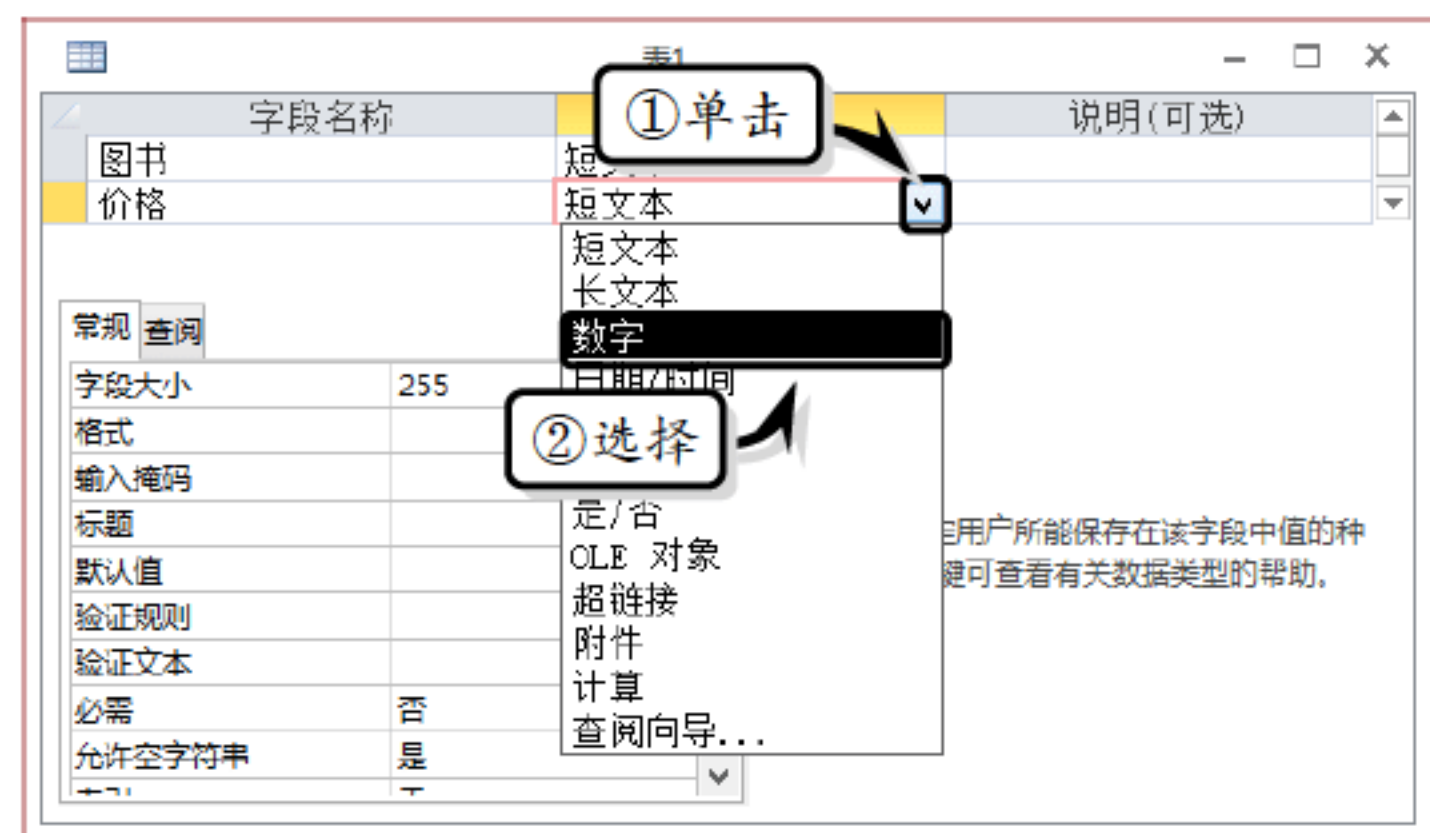 表1
字段名称 说明(可选)
①单击
图书 短
价格 短文本
短文本
长文本
数字
日期/时间
②选择
是/否
OLE 对象
超链接
附件
计算
查阅向导...
常规 查阅
字段大小 255
格式
输入掩码
标题
默认值
验证规则
验证文本
必需 否
允许空字符串 是
用户所能保存在该字段中值的种
键可查看有关数据类型的帮助。